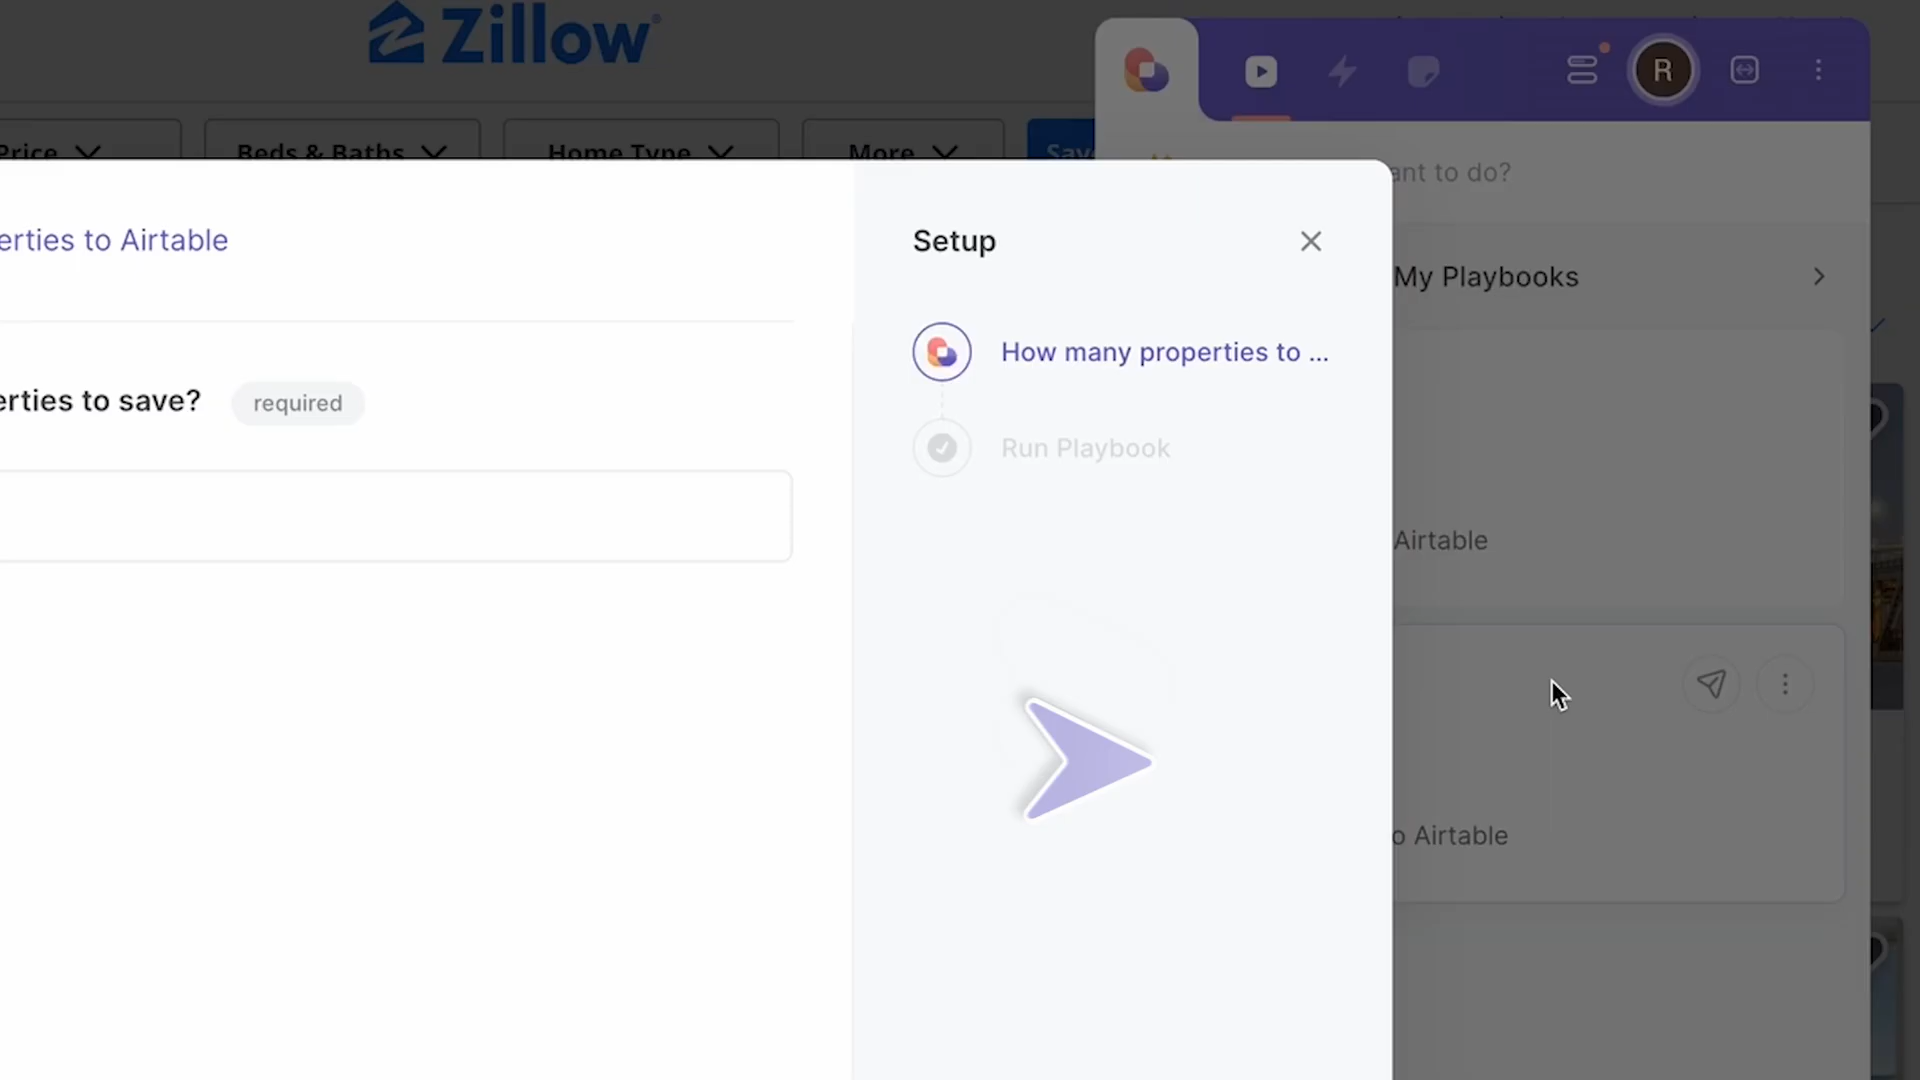 Zillow
Price
Beds & Baths
Home Type
More
Save
R
ant to do?
erties to Airtable
Setup
My Playbooks
How many properties to ...
erties to save?
required
Run Playbook
Airtable
o Airtable